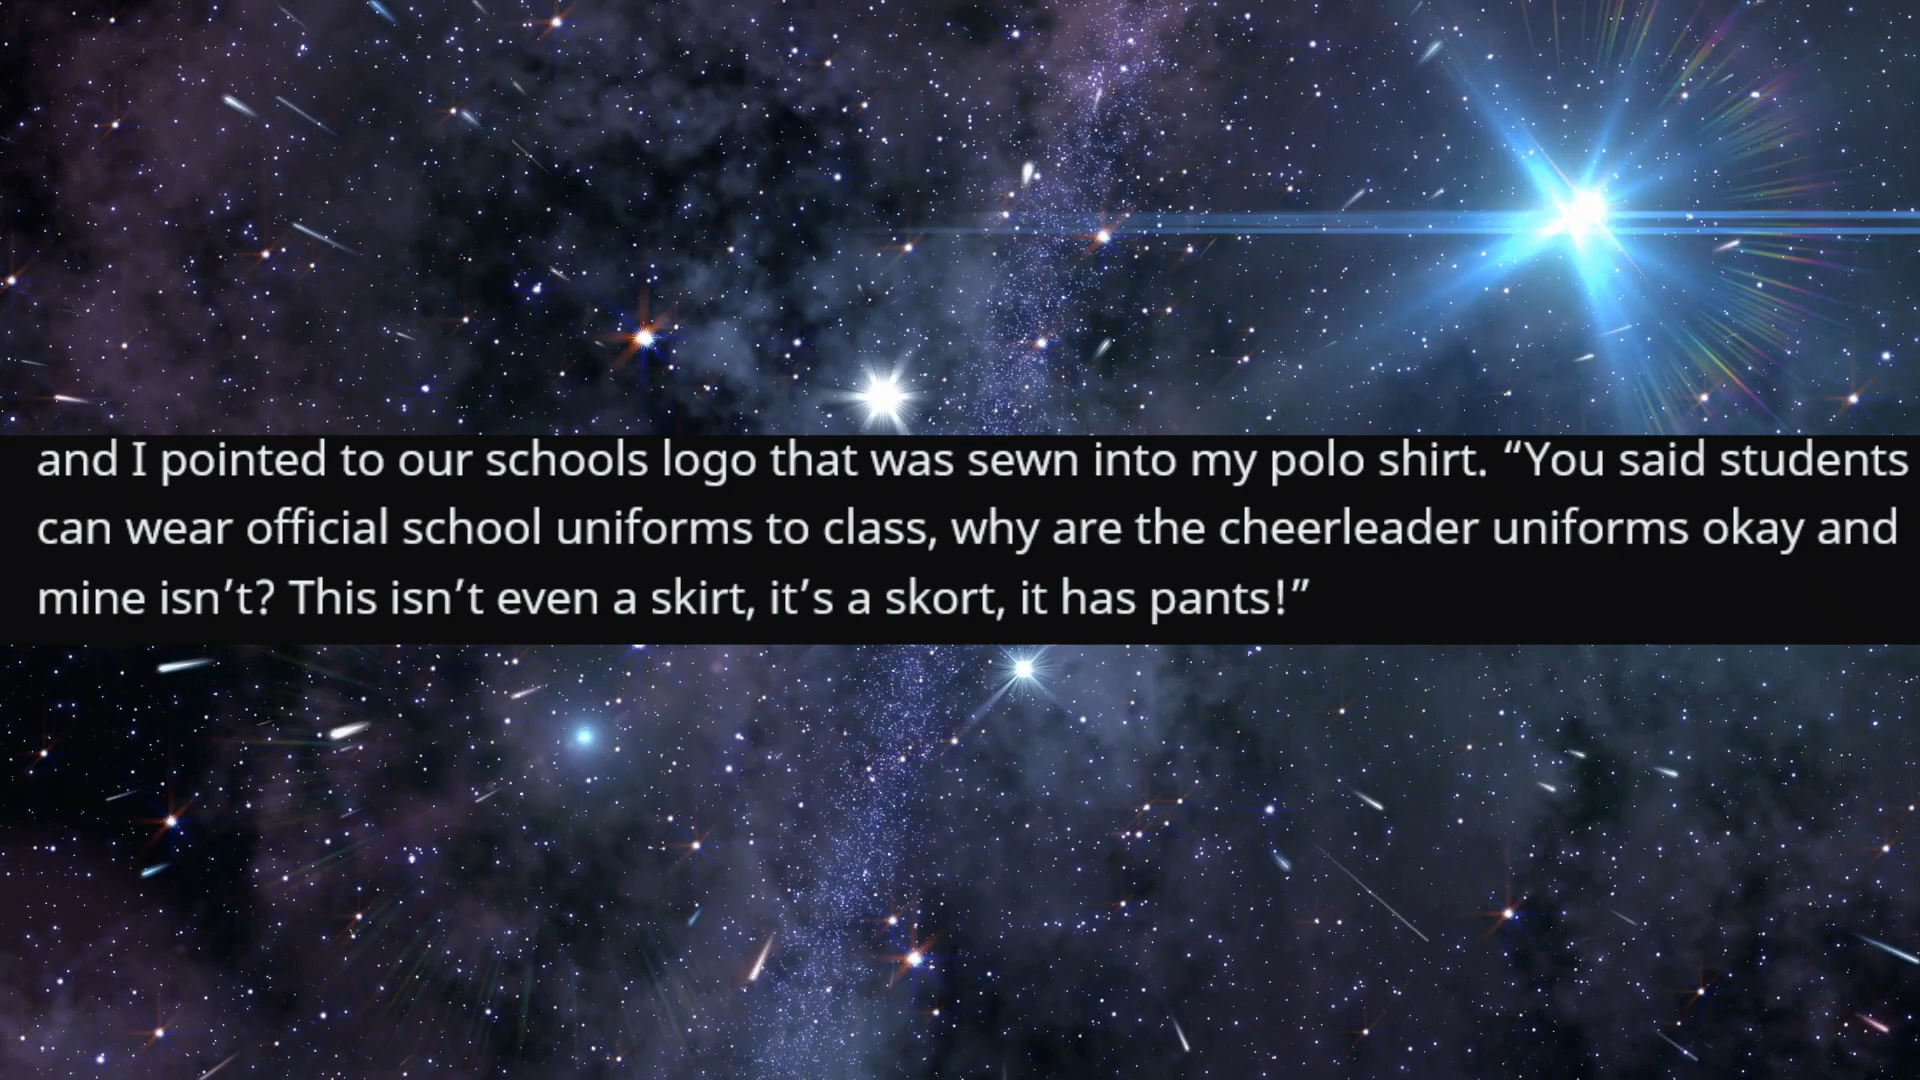 and I pointed to our schools logo that was sewn into my polo shirt. “You said students
can wear official school uniforms to class, why are the cheerleader uniforms okay and
mine isn’t? This isn’t even a skirt, it’s a skort, it has pants!”